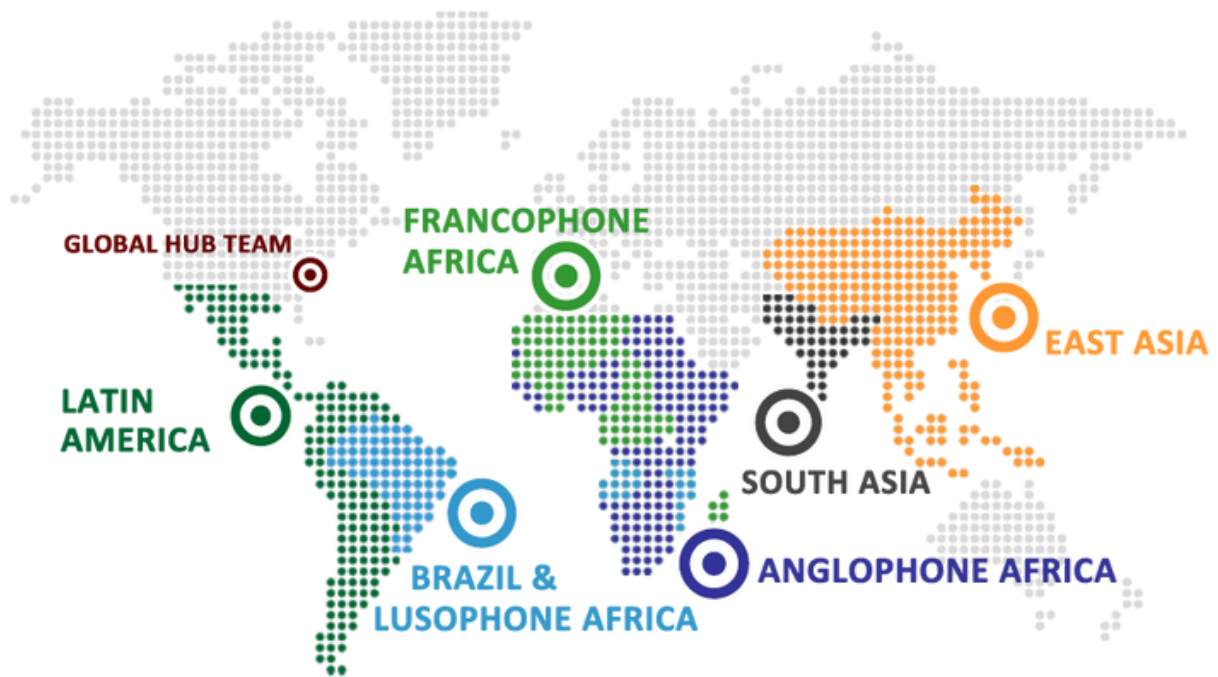 FRANCOPHONE
AFRICA
GLOBAL HUB TEAM
EAST ASIA
LATIN
AMERICA
SOUTH ASIA
ANGLOPHONE AFRICA
BRAZIL &
LUSOPHONE AFRICA